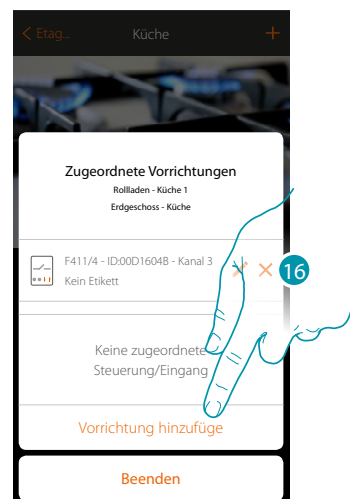 < Etag...
Küche
+
Zugeordnete Vorrichtungen
Rollladen - Küche 1
Erdgeschoss - Küche
F411/4 - ID:00D1604B - Kanal 3
Kein Etikett
16
Keine zugeordnete
Steuerung/Eingang
Vorrichtung hinzufüge
Beenden